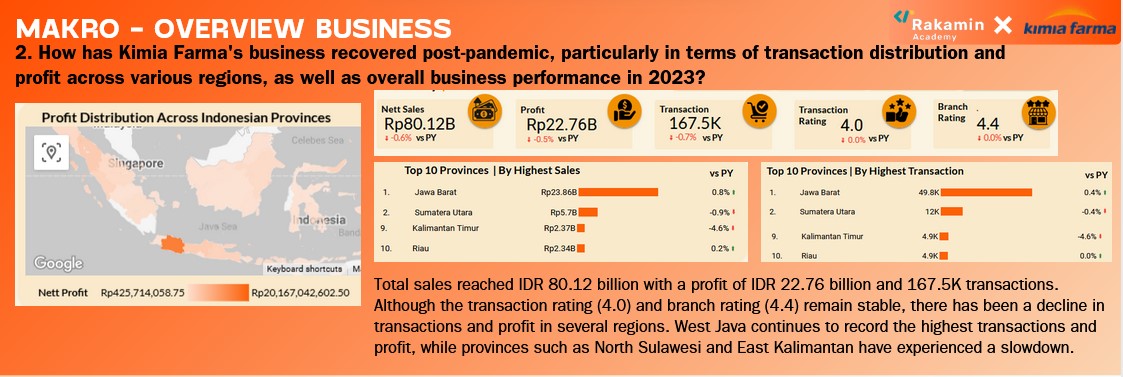 MAKRO – OVERVIEW BUSINESS
Rakamin
Academy
X
kimia farma
2. How has Kimia Farma's business recovered post-pandemic, particularly in terms of transaction distribution and
profit across various regions, as well as overall business performance in 2023?
Profit Distribution Across Indonesian Provinces
Singapore
Celebes Sea
Java Sea
Indonesia
Band
Google
Keyboard shortcuts
Nett Profit Rp425,714,058.75 Rp20,167,042,602.50
Nett Sales
Rp80.12B
-0.6% vs PY
Profit
Rp22.76B
-0.5% vs PY
Transaction
167.5K
-0.7% vs PY
Transaction
Rating
4.0
0.0% vs PY
Branch
Rating
4.4
0.0% vs PY
Top 10 Provinces | By Highest Sales vs PY
1. Jawa Barat Rp23.86B 0.8%
2. Sumatera Utara Rp5.7B -0.9%
9. Kalimantan Timur Rp2.37B -4.6%
10. Riau Rp2.34B 0.2%
Top 10 Provinces | By Highest Transaction vs PY
1. Jawa Barat 49.8K 0.4%
2. Sumatera Utara 12K -0.4%
9. Kalimantan Timur 4.9K -4.6%
10. Riau 4.9K 0.0%
Total sales reached IDR 80.12 billion with a profit of IDR 22.76 billion and 167.5K transactions.
Although the transaction rating (4.0) and branch rating (4.4) remain stable, there has been a decline in
transactions and profit in several regions. West Java continues to record the highest transactions and
profit, while provinces such as North Sulawesi and East Kalimantan have experienced a slowdown.